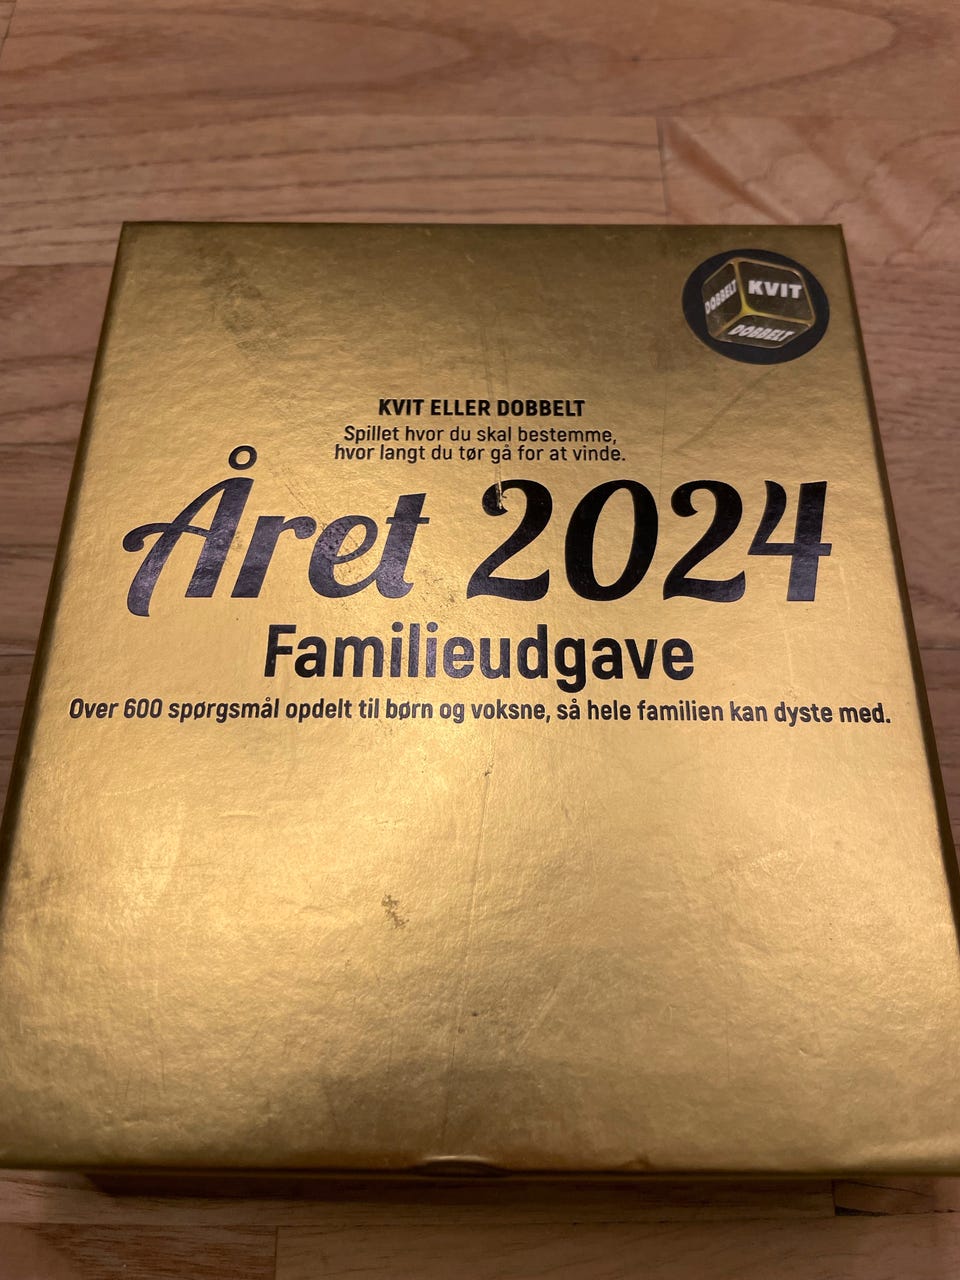 DOBBELT
KVIT
DOBBELT
KVIT ELLER DOBBELT
Spillet hvor du skal bestemme,
hvor langt du tør gå for at vinde.
Året 2024
Familieudgave
Over 600 spørgsmål opdelt til børn og voksne, så hele familien kan dyste med.